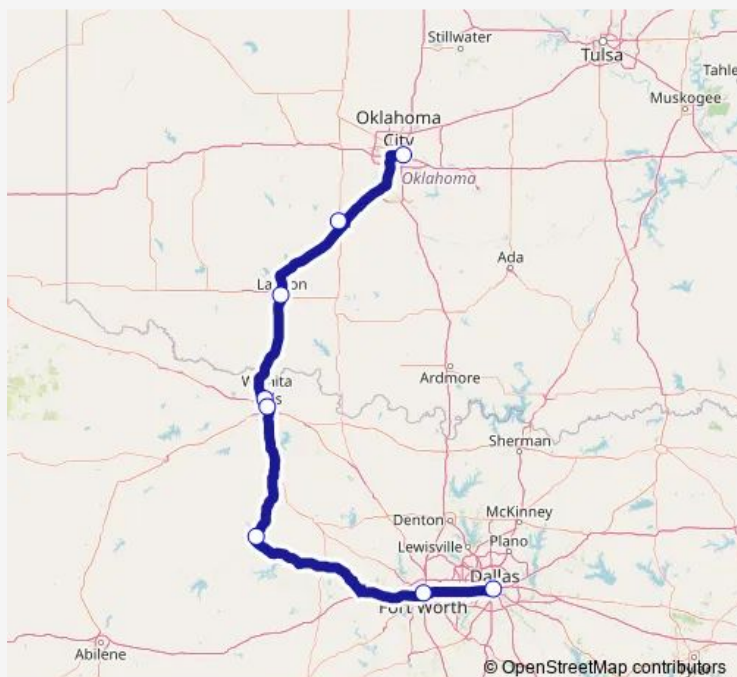 Stillwater
Tulsa
Tahle
Muskogee
Oklahoma
City
Oklahoma
Ada
Ardmore
Sherman
McKinney
Denton
Plano
Lewisville
Dallas
Fort Worth
Abilene
© OpenStreetMap contributors